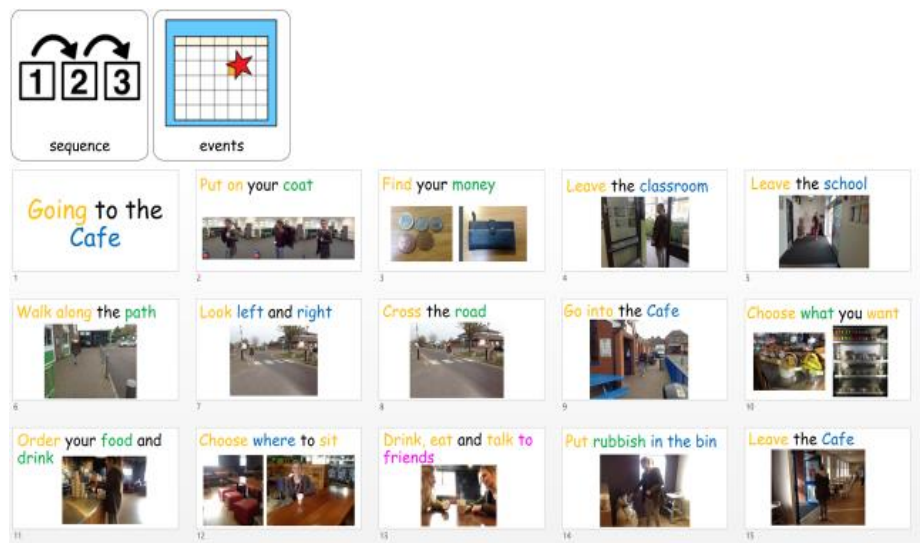 1 2 3
sequence
events
Going to the
Cafe
1
Put on your coat
2
Find your money
3
Leave the classroom
4
Leave the school
5
Walk along the path
6
Look left and right
7
Cross the road
8
Go into the Cafe
9
Choose what you want
10
Order your food and
drink
11
Choose where to sit
12
Drink, eat and talk to
friends
13
Put rubbish in the bin
14
Leave the Cafe
15